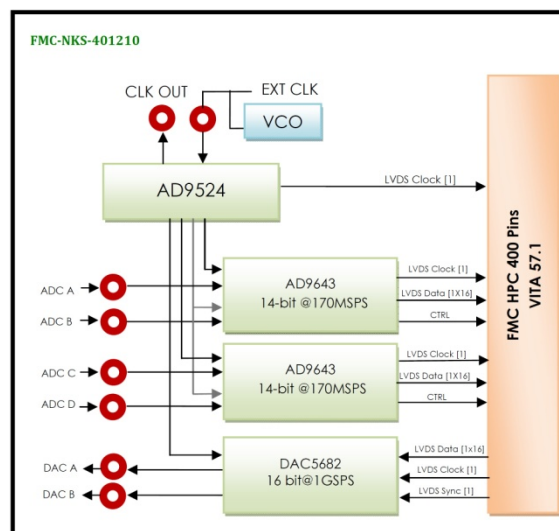 FMC-NKS-401210
CLK OUT
EXT CLK
VCO
AD9524
LVDS Clock [1]
FMC HPC 400 Pins
VITA 57.1
ADC A
ADC B
AD9643
14-bit @170MSPS
LVDS Clock [1]
LVDS Data [1X16]
CTRL
ADC C
ADC D
AD9643
14-bit @170MSPS
LVDS Clock [1]
LVDS Data [1X16]
CTRL
DAC A
DAC B
DAC5682
16 bit@1GSPS
LVDS Data [1x16]
LVDS Clock [1]
LVDS Sync [1]